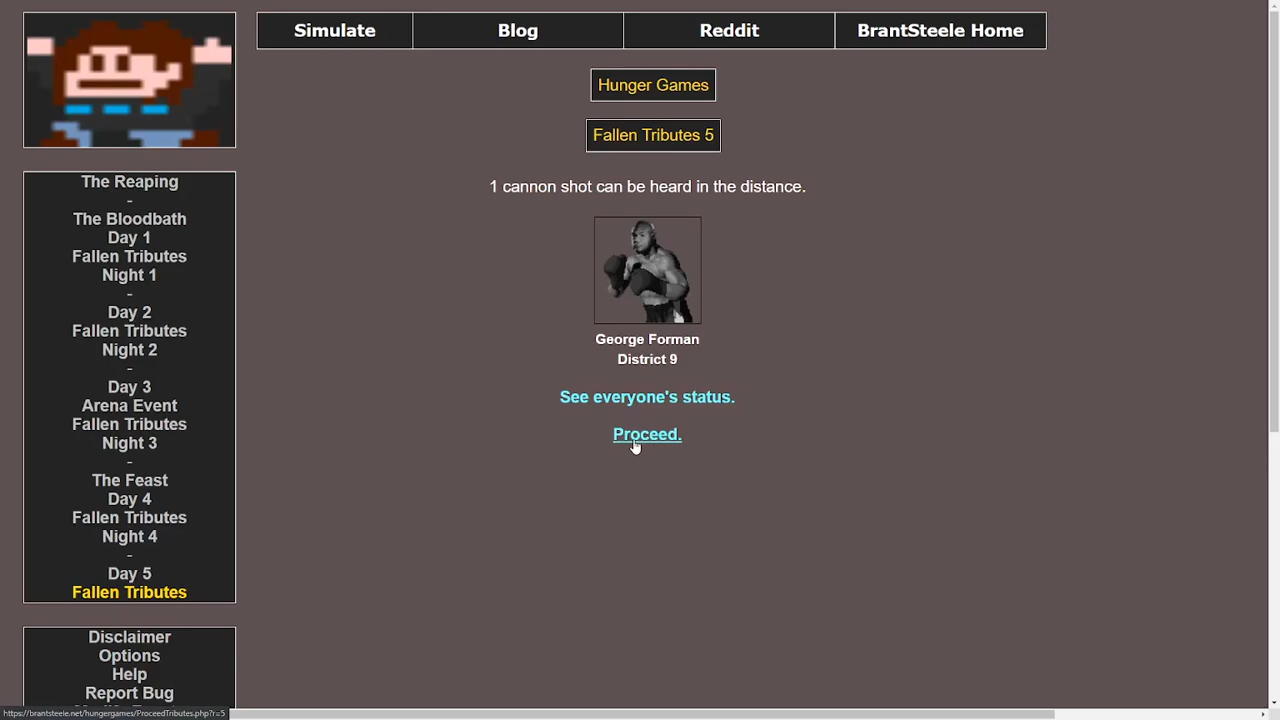 Simulate
Blog
Reddit
BrantSteele Home
Hunger Games
Fallen Tributes 5
1 cannon shot can be heard in the distance.
George Forman
District 9
See everyone's status.
Proceed.
The Reaping
-
The Bloodbath
Day 1
Fallen Tributes
Night 1
-
Day 2
Fallen Tributes
Night 2
-
Day 3
Arena Event
Fallen Tributes
Night 3
-
The Feast
Day 4
Fallen Tributes
Night 4
-
Day 5
Fallen Tributes
Disclaimer
Options
Help
Report Bug
https://brantsteele.net/hungergames/ProceedTributes.php?r=5